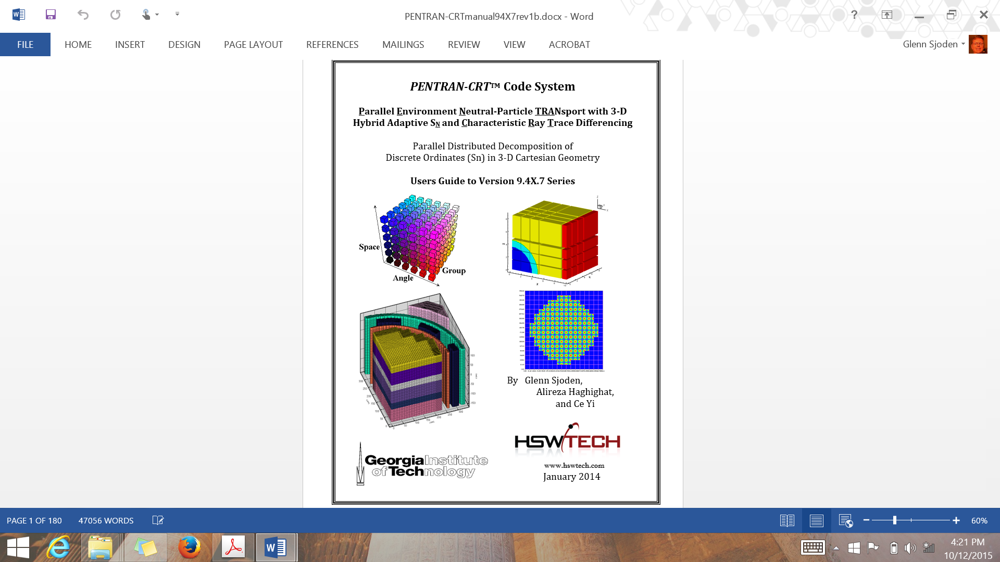 PENTRAN-CRTmanual94X7rev1b.docx - Word
FILE HOME INSERT DESIGN PAGE LAYOUT REFERENCES MAILINGS REVIEW VIEW ACROBAT Glenn Sjoden
PENTRAN-CRT™ Code System
Parallel Environment Neutral-Particle TRANsport with 3-D
Hybrid Adaptive SN and Characteristic Ray Trace Differencing
Parallel Distributed Decomposition of
Discrete Ordinates (Sn) in 3-D Cartesian Geometry
Users Guide to Version 9.4X.7 Series
Space
Angle
Group
By Glenn Sjoden,
Alireza Haghighat,
and Ce Yi
HSWTECH
www.hswtech.com
January 2014
Georgia Institute
of Technology
PAGE 1 OF 180 47056 WORDS 60%
4:21 PM
10/12/2015